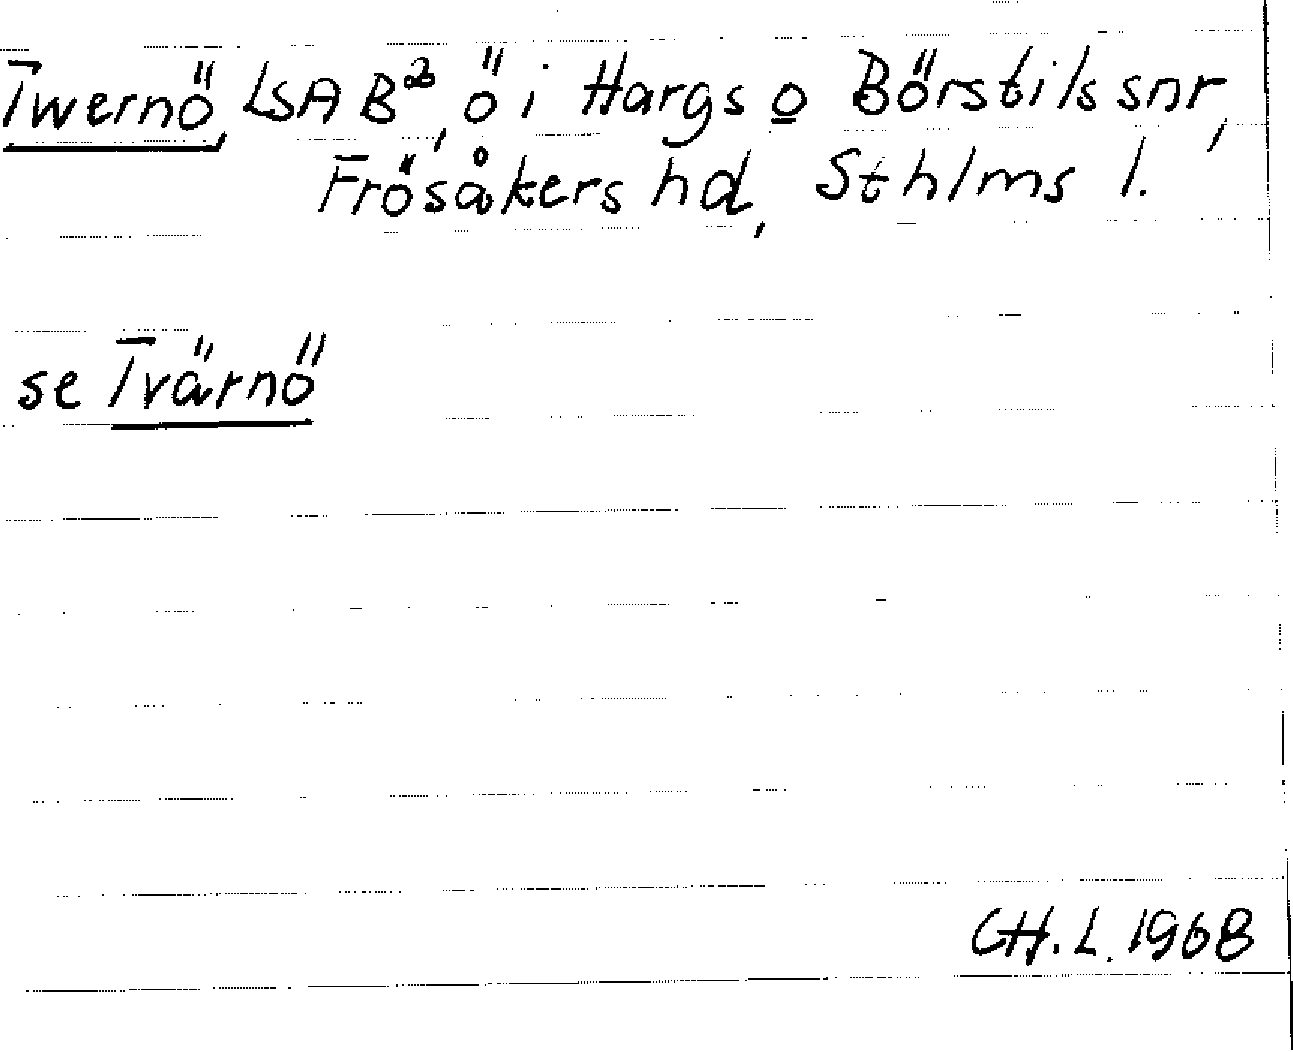 Twernö, LSA B², ö i Hargs o Börstils snr,
Frösåkers hd, Sthlms l.
se Tvärnö
CH.L. 1968